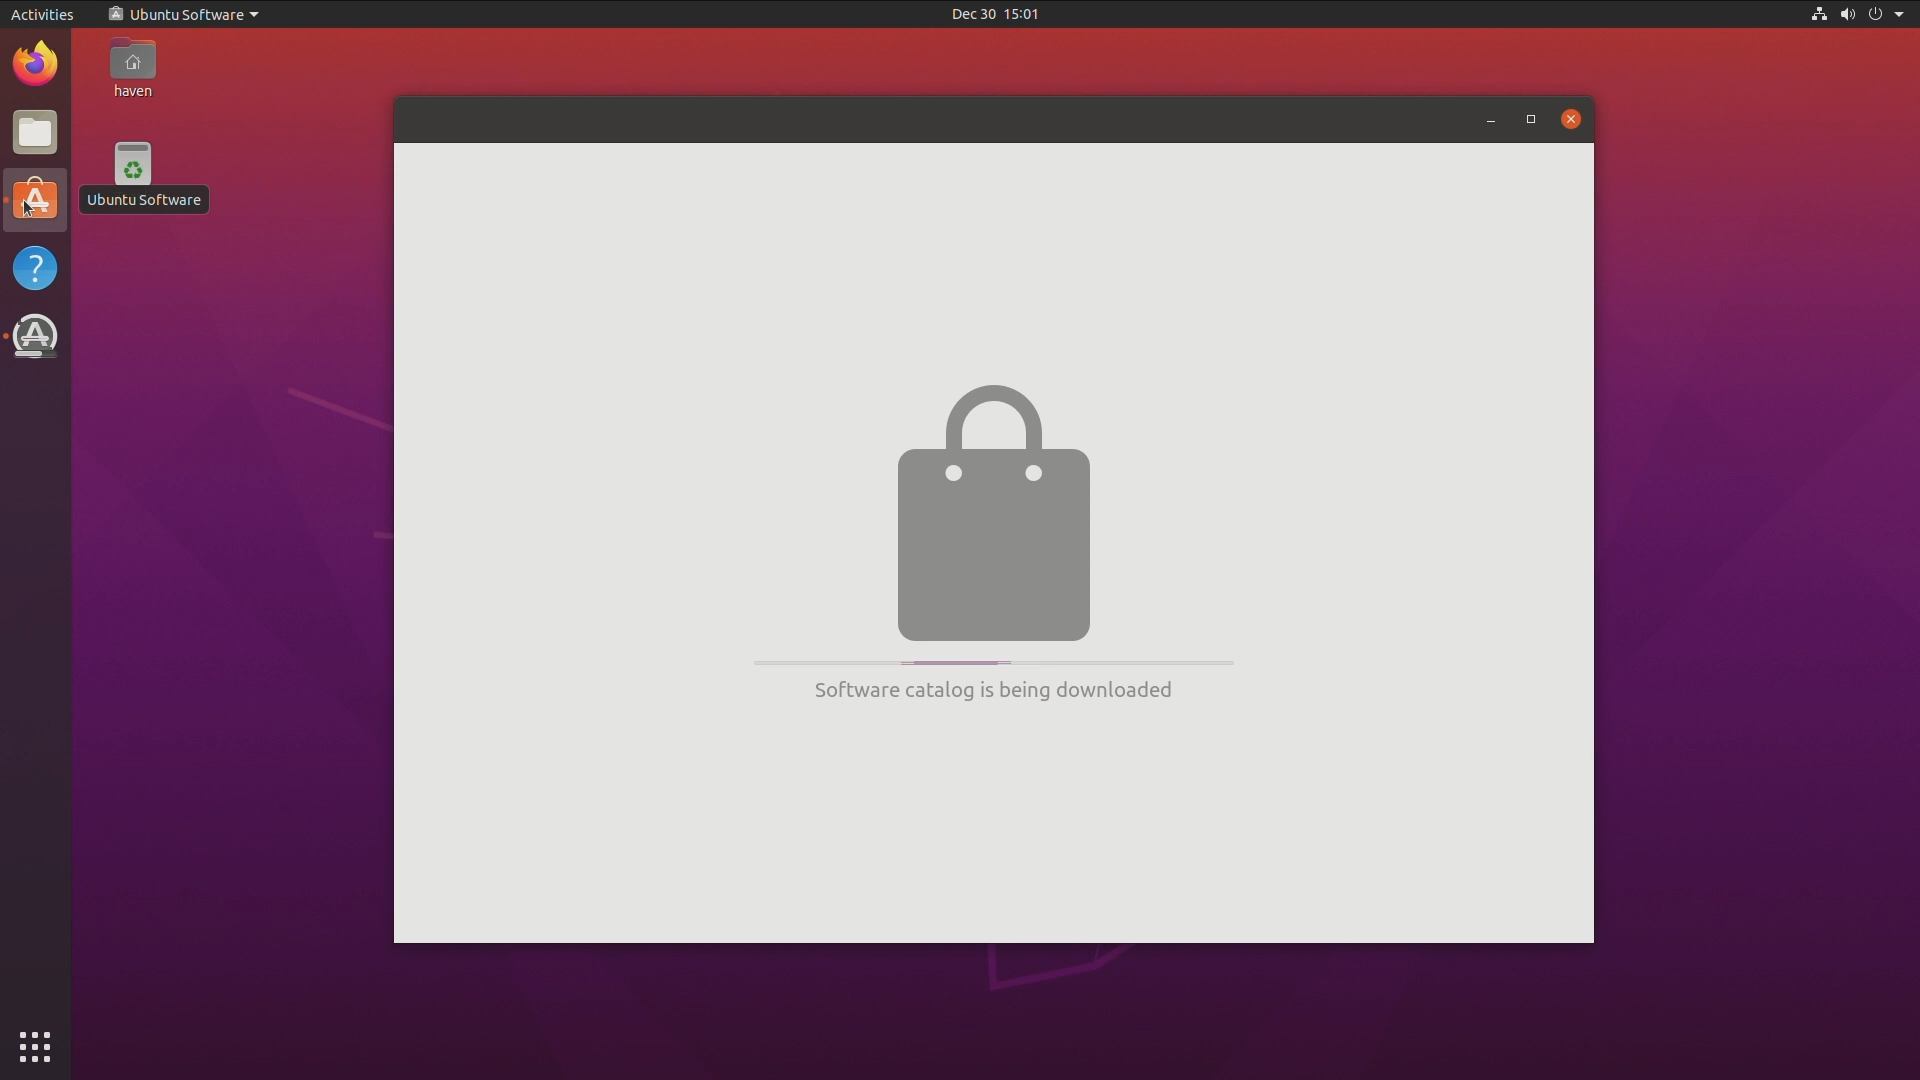 Activities
Ubuntu Software
Dec 30 15:01
haven
Ubuntu Software
Software catalog is being downloaded